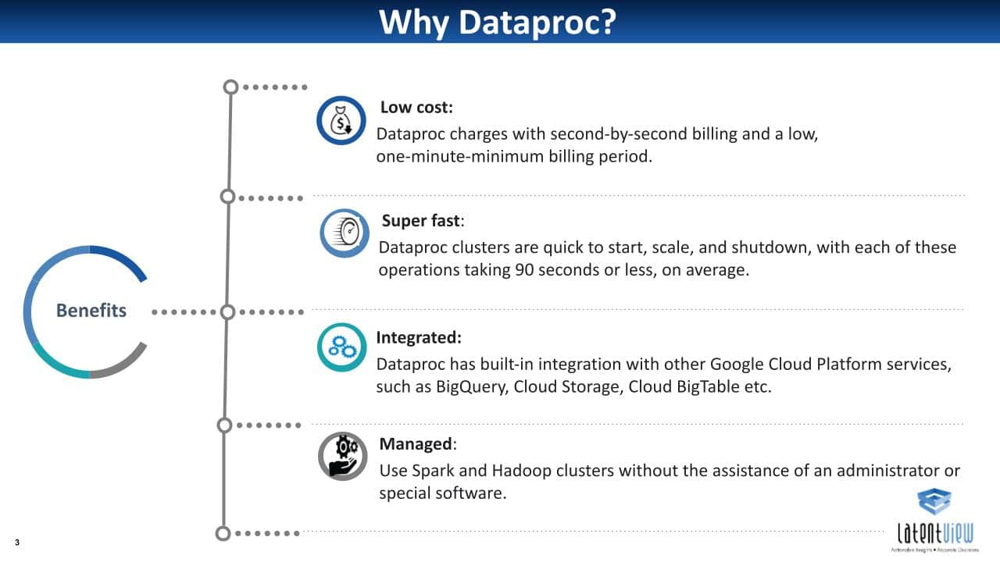 Why Dataproc?
Low cost:
Dataproc charges with second-by-second billing and a low,
one-minute-minimum billing period.
Super fast:
Dataproc clusters are quick to start, scale, and shutdown, with each of these
operations taking 90 seconds or less, on average.
Benefits
Integrated:
Dataproc has built-in integration with other Google Cloud Platform services,
such as BigQuery, Cloud Storage, Cloud BigTable etc.
Managed:
Use Spark and Hadoop clusters without the assistance of an administrator or
special software.
LatentView
Actionable Insights • Accurate Decisions
3